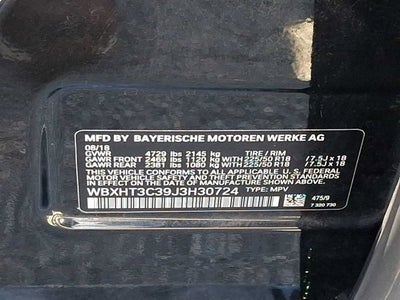 MFD BY BAYERISCHE MOTOREN WERKE AG
08/18
GVWR 4729 lbs 2145 kg TIRE / RIM
GAWR FRONT 2469 lbs 1120 kg WITH 225/50 R18 /7.5J x 18
GAWR REAR 2381 lbs 1080 kg WITH 225/50 R18 /7.5J x 18
THIS VEHICLE CONFORMS TO ALL APPLICABLE U.S. FEDERAL
MOTOR VEHICLE SAFETY AND THEFT PREVENTION STANDARDS
IN EFFECT ON THE DATE OF MANUFACTURE SHOWN ABOVE.
WBXHT3C39J3H30724 TYPE: MPV
475/9
7 320 730